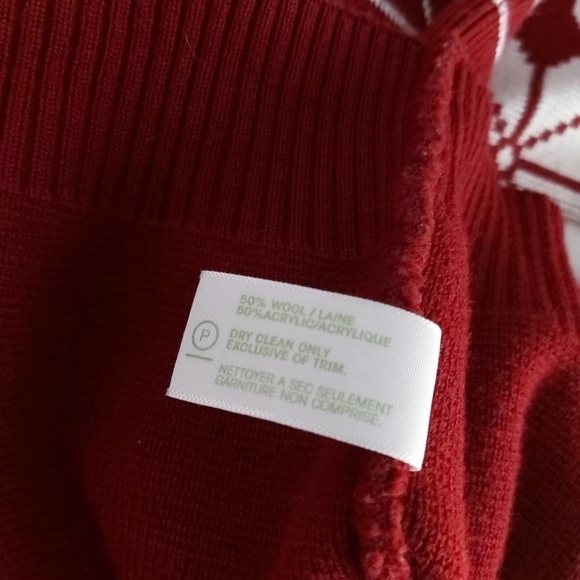 50% WOOL / LAINE
50%ACRYLIC/ACRYLIQUE
P
DRY CLEAN ONLY
EXCLUSIVE OF TRIM.
NETTOYER A SEC SEULEMENT
GARNITURE NON COMPRISE.